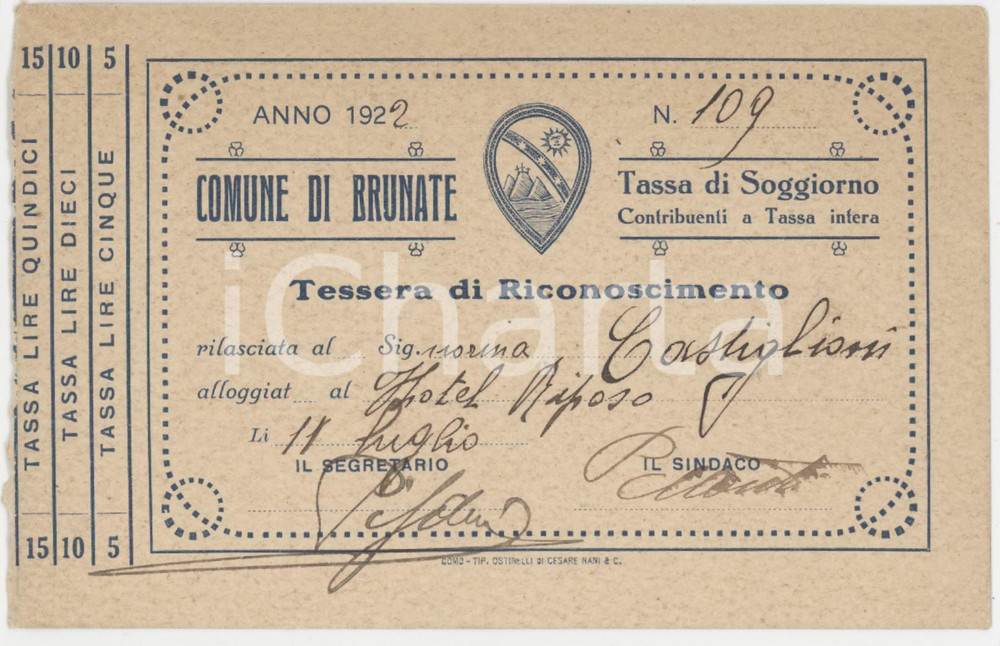 15 10 5
TASSA LIRE QUINDICI
TASSA LIRE DIECI
TASSA LIRE CINQUE
15 10 5
ANNO 1922
N. 109
COMUNE DI BRUNATE
Tassa di Soggiorno
Contribuenti a Tassa intera
Tessera di Riconoscimento
rilasciata al Sig.norina Castiglioni
alloggiat al Hotel Riposo
Li 11 luglio
IL SEGRETARIO
IL SINDACO
COMO - TIP. OSTINELLI DI CESARE NANI & C.
iCharta